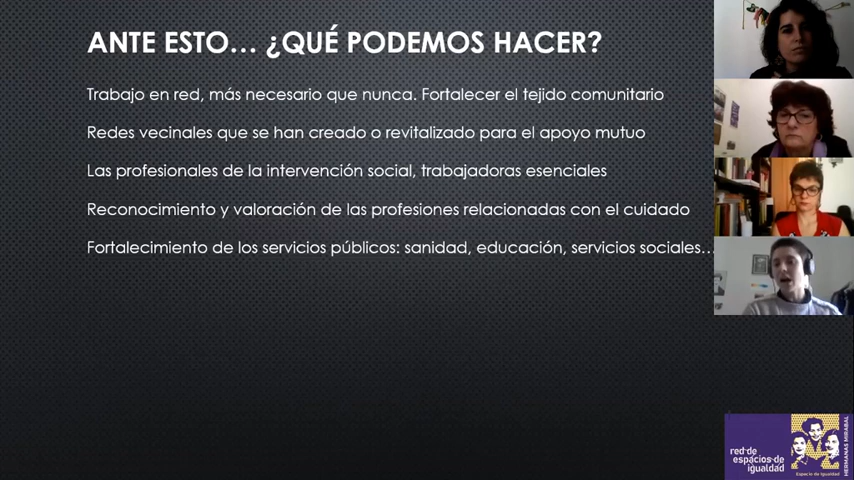 ANTE ESTO... ¿QUÉ PODEMOS HACER?
Trabajo en red, más necesario que nunca. Fortalecer el tejido comunitario
Redes vecinales que se han creado o revitalizado para el apoyo mutuo
Las profesionales de la intervención social, trabajadoras esenciales
Reconocimiento y valoración de las profesiones relacionadas con el cuidado
Fortalecimiento de los servicios públicos: sanidad, educación, servicios sociales...
red de
espacios de
igualdad
Espacio de Igualdad
HERMANAS MIRABAL